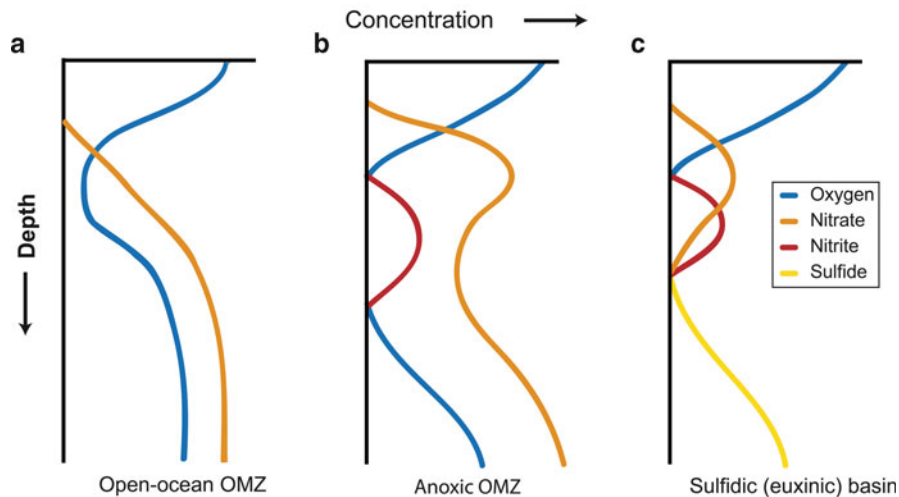 Concentration
a
b
c
Depth
Oxygen
Nitrate
Nitrite
Sulfide
Open-ocean OMZ
Anoxic OMZ
Sulfidic (euxinic) basin